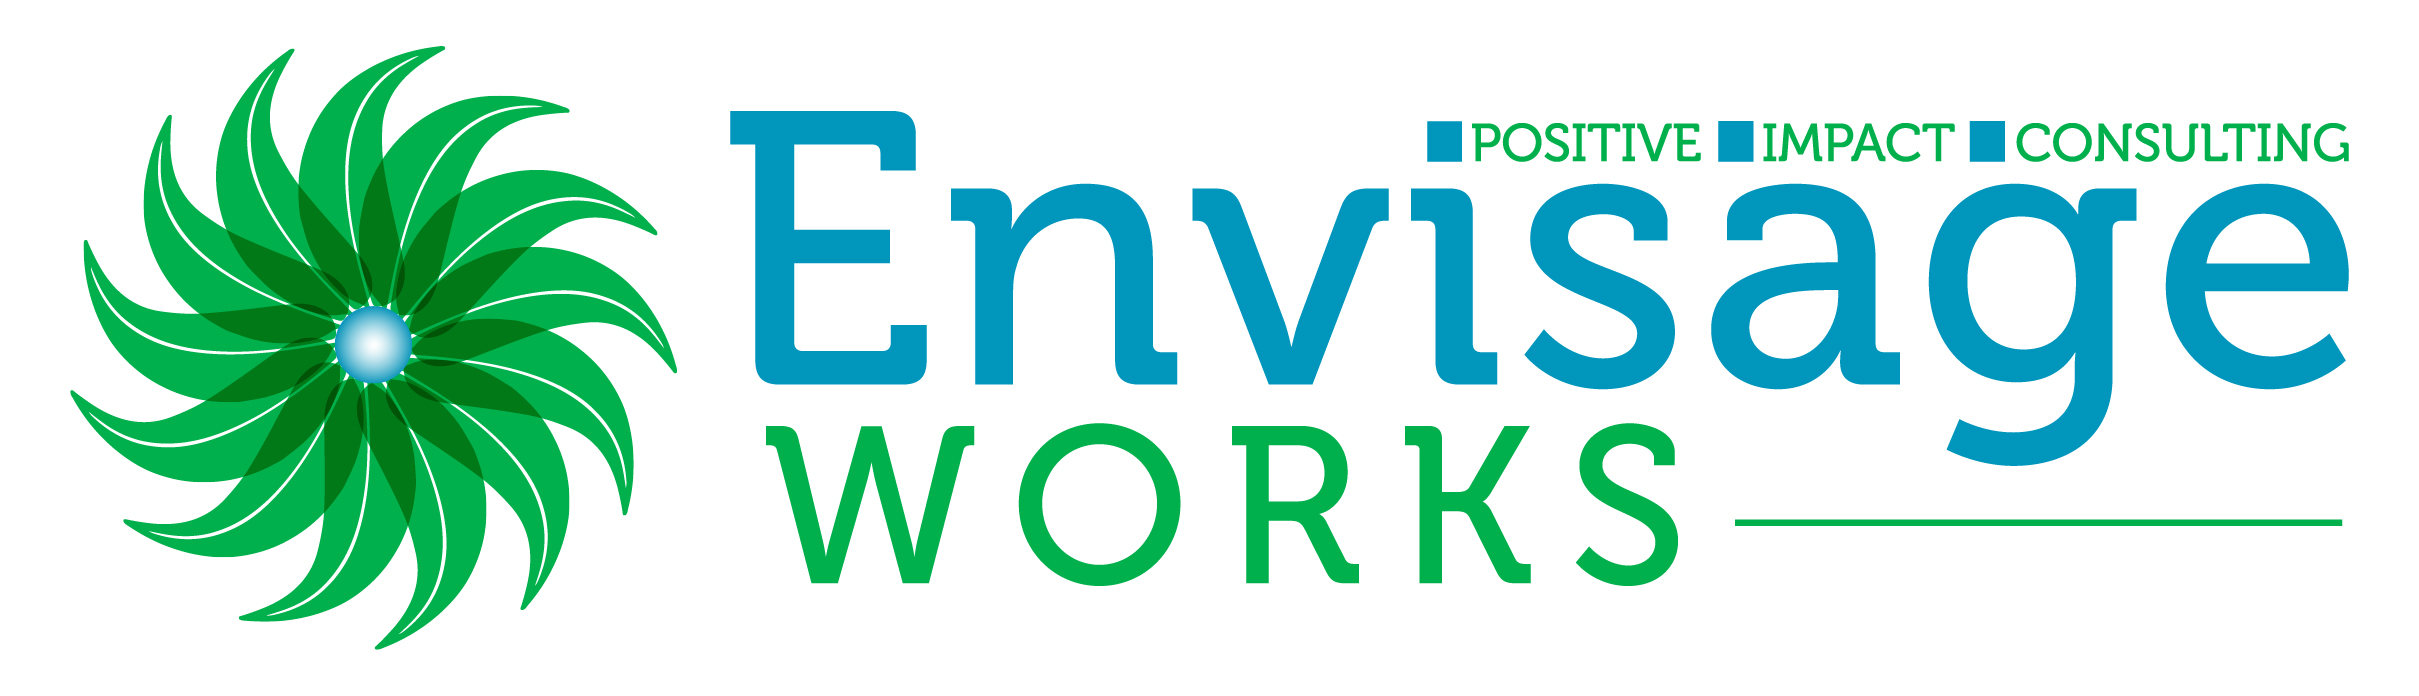 POSITIVE IMPACT CONSULTING
Envisage
WORKS